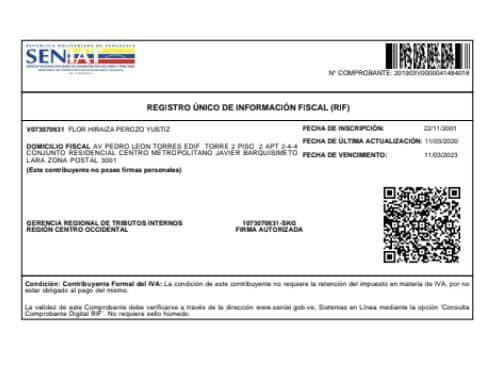 REPUBLICA BOLIVARIANA DE VENEZUELA
SENIAT
N° COMPROBANTE: 201903V0000041484018
REGISTRO ÚNICO DE INFORMACIÓN FISCAL (RIF)
V073070631 FLOR HIRAIZA PEROZO YUSTIZ
FECHA DE INSCRIPCIÓN: 22/11/2001
DOMICILIO FISCAL AV PEDRO LEON TORRES EDIF TORRE 2 PISO 2 APT 2-4-4
FECHA DE ÚLTIMA ACTUALIZACIÓN: 11/03/2020
CONJUNTO RESIDENCIAL CENTRO METROPOLITANO JAVIER BARQUISIMETO
FECHA DE VENCIMIENTO: 11/03/2023
LARA ZONA POSTAL 3001
(Este contribuyente no posee firmas personales)
GERENCIA REGIONAL DE TRIBUTOS INTERNOS
REGIÓN CENTRO OCCIDENTAL
1073070631-SKG
FIRMA AUTORIZADA
Condición: Contribuyente Formal del IVA: La condición de este contribuyente no requiere la retención del impuesto en materia de IVA, por no
estar obligado al pago del mismo.
La validez de este Comprobante debe verificarse a través de la dirección www.seniat.gob.ve, Sistemas en Línea mediante la opción 'Consulta
Comprobante Digital RIF'. No requiere sello húmedo.